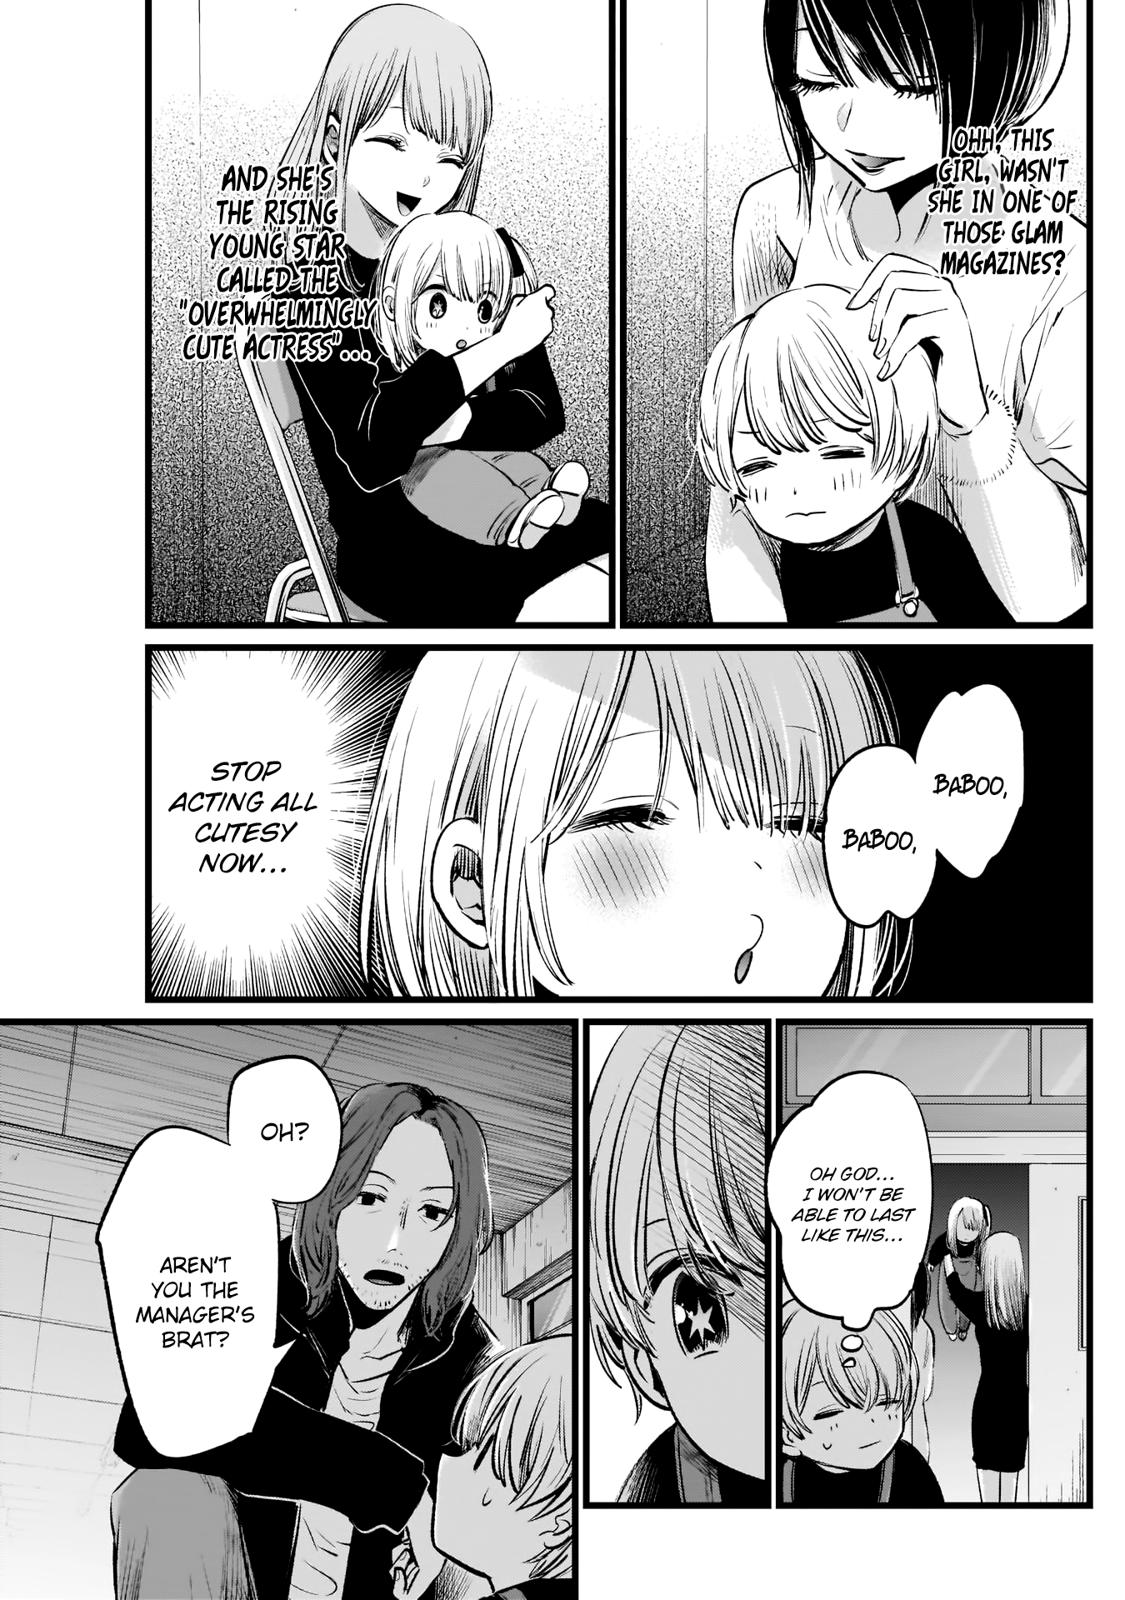 OHH, THIS
GIRL, WASN'T
SHE IN ONE OF
THOSE GLAM
MAGAZINES?
AND SHE'S
THE RISING
YOUNG STAR
CALLED THE
"OVERWHELMINGLY
CUTE ACTRESS"...
BABOO,
BABOO,
STOP
ACTING ALL
CUTESY
NOW...
OH GOD...
I WON'T BE
ABLE TO LAST
LIKE THIS...
OH?
AREN'T
YOU THE
MANAGER'S
BRAT?